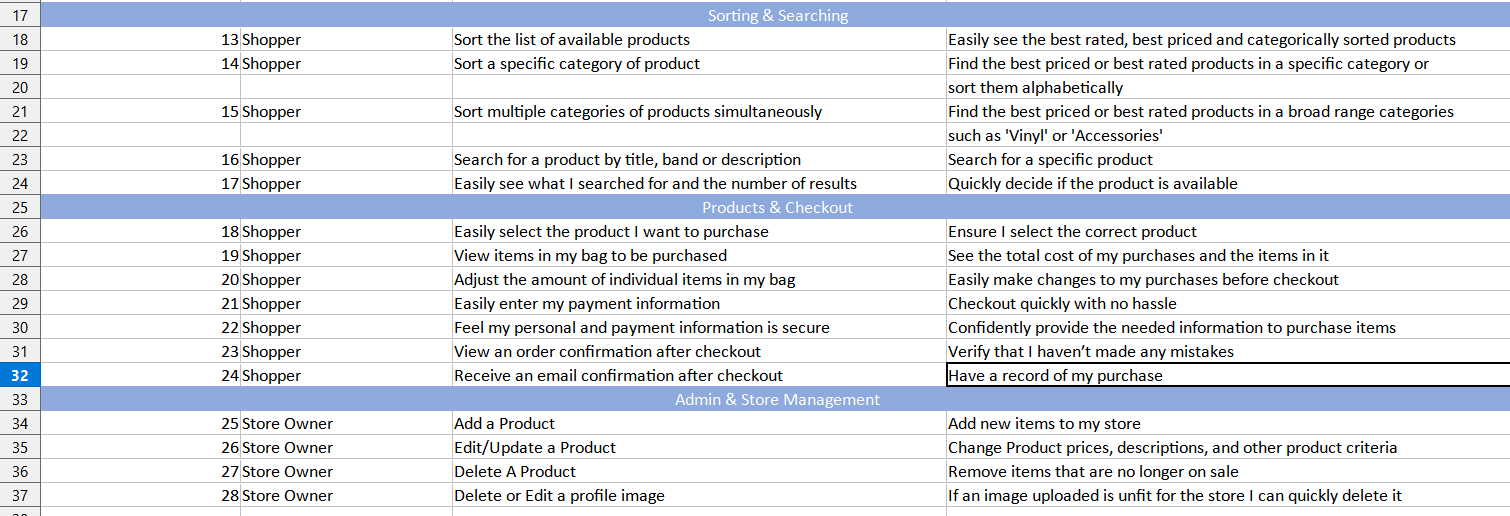 17 Sorting & Searching
18 13 Shopper Sort the list of available products Easily see the best rated, best priced and categorically sorted products
19 14 Shopper Sort a specific category of product Find the best priced or best rated products in a specific category or
20 sort them alphabetically
21 15 Shopper Sort multiple categories of products simultaneously Find the best priced or best rated products in a broad range categories
22 such as 'Vinyl' or 'Accessories'
23 16 Shopper Search for a product by title, band or description Search for a specific product
24 17 Shopper Easily see what I searched for and the number of results Quickly decide if the product is available
25 Products & Checkout
26 18 Shopper Easily select the product I want to purchase Ensure I select the correct product
27 19 Shopper View items in my bag to be purchased See the total cost of my purchases and the items in it
28 20 Shopper Adjust the amount of individual items in my bag Easily make changes to my purchases before checkout
29 21 Shopper Easily enter my payment information Checkout quickly with no hassle
30 22 Shopper Feel my personal and payment information is secure Confidently provide the needed information to purchase items
31 23 Shopper View an order confirmation after checkout Verify that I haven’t made any mistakes
32 24 Shopper Receive an email confirmation after checkout Have a record of my purchase
33 Admin & Store Management
34 25 Store Owner Add a Product Add new items to my store
35 26 Store Owner Edit/Update a Product Change Product prices, descriptions, and other product criteria
36 27 Store Owner Delete A Product Remove items that are no longer on sale
37 28 Store Owner Delete or Edit a profile image If an image uploaded is unfit for the store I can quickly delete it